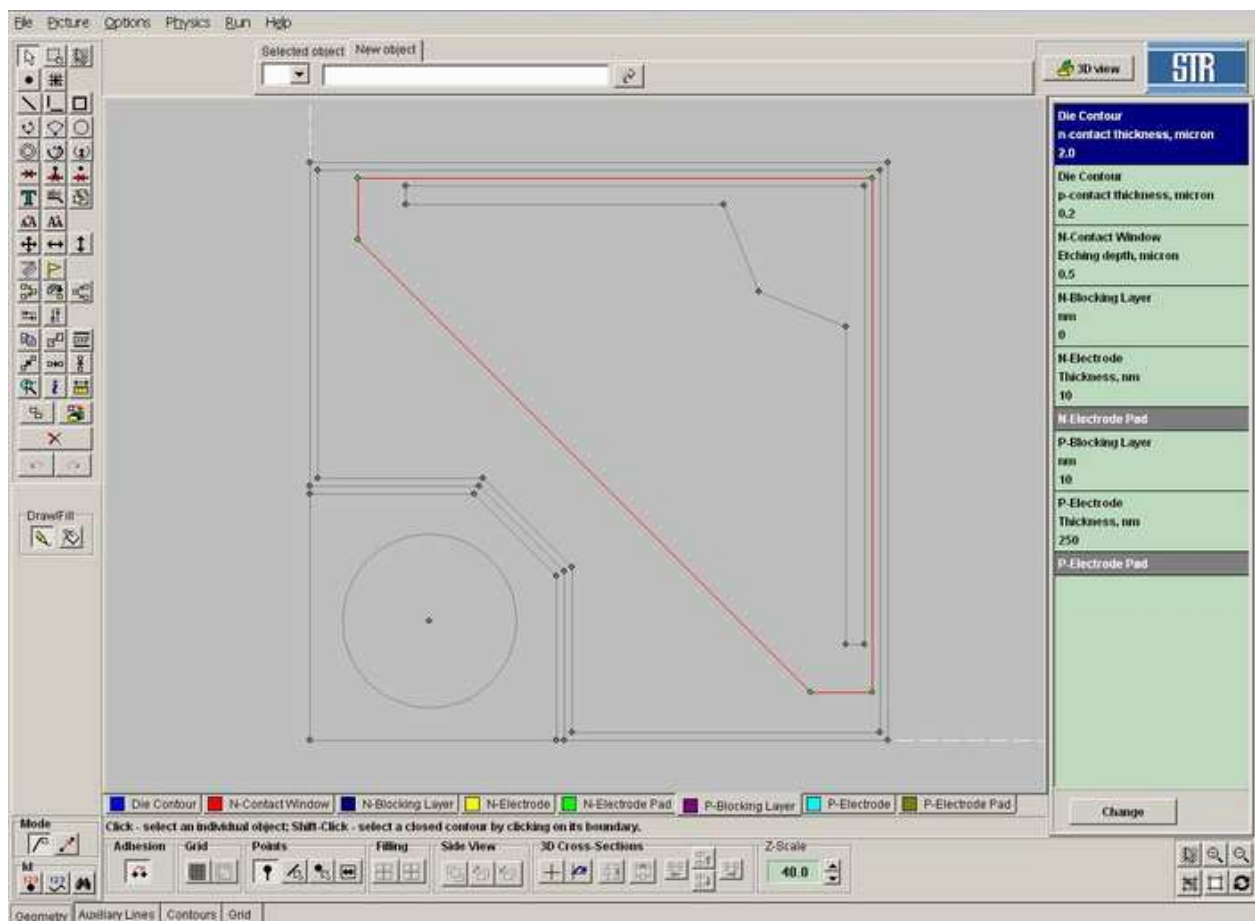 File Picture Options Physics Run Help
Selected object New object
3D view
STR
Die Contour
n-contact thickness, micron
2.0
Die Contour
p-contact thickness, micron
0.2
N-Contact Window
Etching depth, micron
0.5
N-Blocking Layer
nm
0
N-Electrode
Thickness, nm
10
N-Electrode Pad
P-Blocking Layer
nm
10
P-Electrode
Thickness, nm
250
P-Electrode Pad
Draw/Fill
Die Contour N-Contact Window N-Blocking Layer N-Electrode N-Electrode Pad P-Blocking Layer P-Electrode P-Electrode Pad
Change
Mode
Click - select an individual object; Shift-Click - select a closed contour by clicking on its boundary.
Adhesion Grid Points Filling Side View 3D Cross-Sections Z-Scale
40.0
Id
Geometry Auxiliary Lines Contours Grid